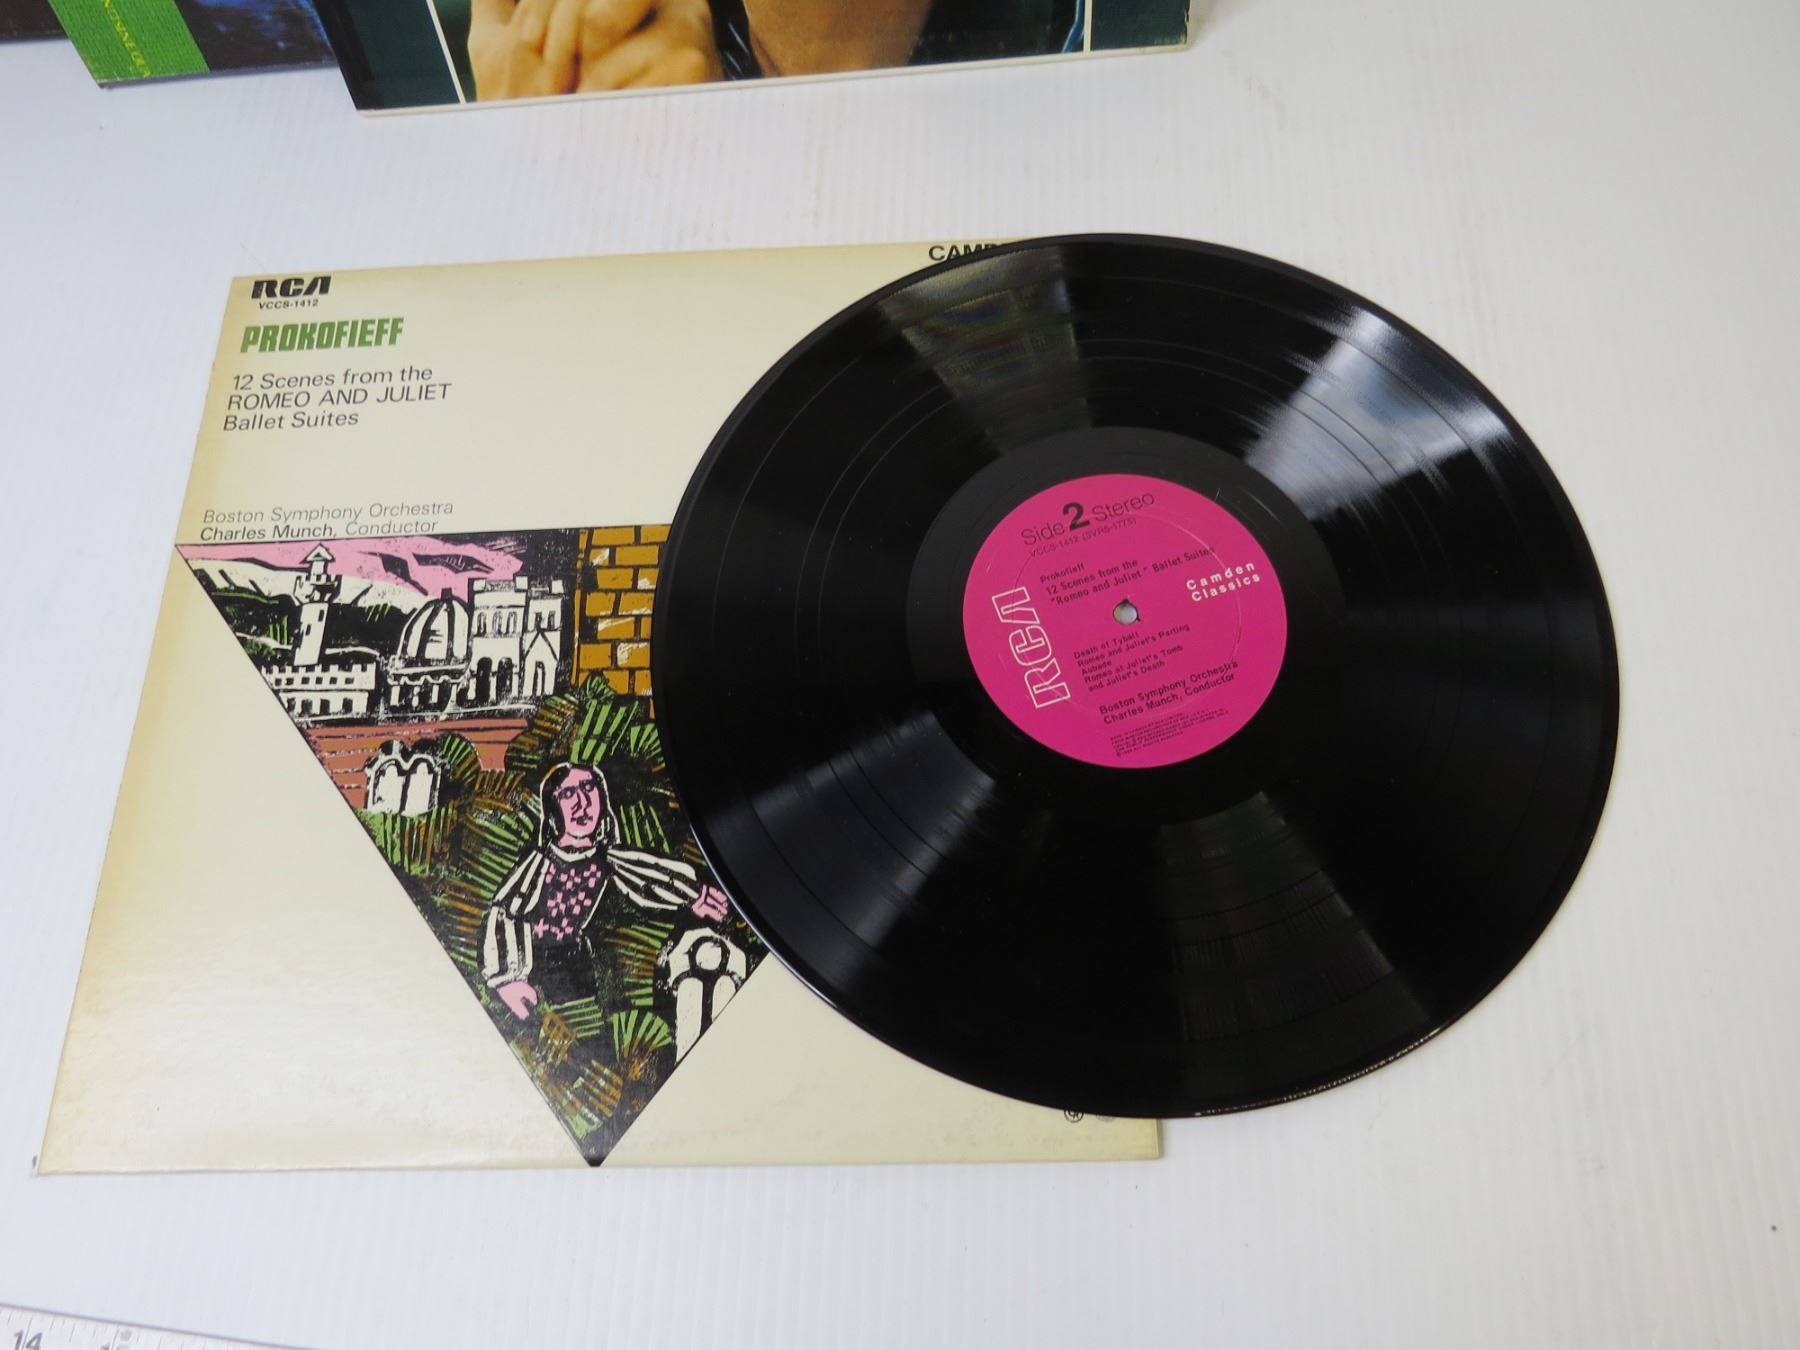 RCA
VCCS-1412
PROKOFIEFF
12 Scenes from the
ROMEO AND JULIET
Ballet Suites
Boston Symphony Orchestra
Charles Munch, Conductor
Side 2 Stereo
VCCS-1412 (SVRS-1775)
Prokofieff
12 Scenes from the
"Romeo and Juliet" Ballet Suites
Camden
Classics
RCA
Death of Tybalt
Romeo and Juliet's Parting
Aubade
Romeo at Juliet's Tomb
and Juliet's Death
Boston Symphony Orchestra
Charles Munch, Conductor
14